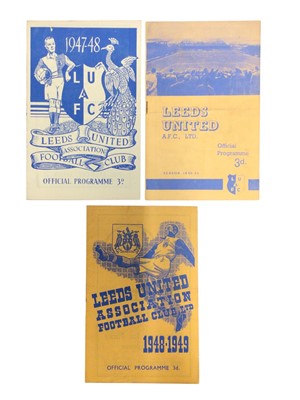 1947-48
L U
A F C
LEEDS UNITED
ASSOCIATION
FOOTBALL CLUB
OFFICIAL PROGRAMME 3D
LEEDS
UNITED
A.F.C., LTD.
Official
Programme
3d.
LEEDS UNITED
ASSOCIATION
FOOTBALL CLUB LTD
1948-1949
OFFICIAL PROGRAMME 3d.